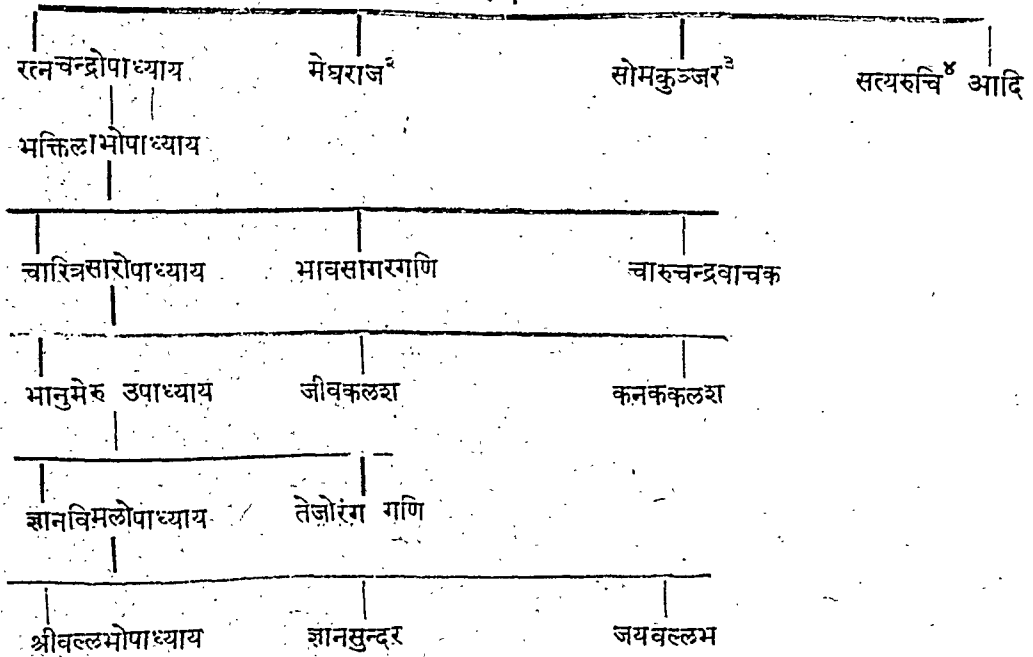 रत्नचन्द्रोपाध्याय मेघराज² सोमकुञ्जर³ सत्यरुचि⁴ आदि
भक्तिलाभोपाध्याय
चारित्रसारोपाध्याय भावसागरगणि चारुचन्द्रवाचक
भानुमेरु उपाध्याय जीवकलश कनककलश
ज्ञानविमलोपाध्याय तेजोरंग गणि
श्रीवल्लभोपाध्याय ज्ञानसुन्दर जयवल्लभ